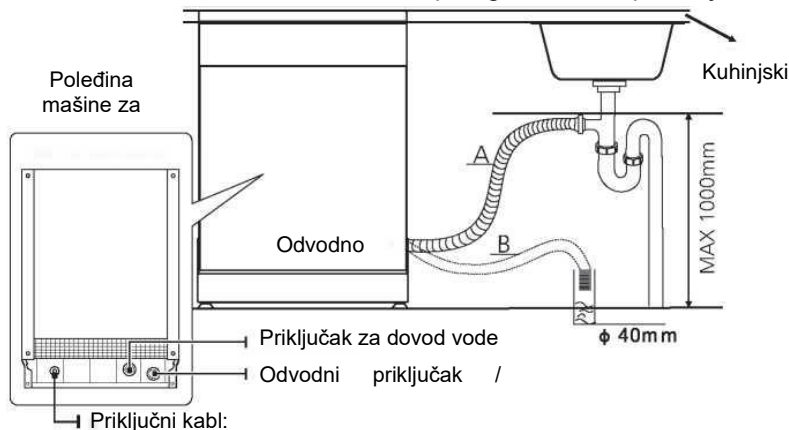 Kuhinjski
Poleđina
mašine za
A
MAX 1000mm
Odvodno
B
Priključak za dovod vode
ϕ 40mm
Odvodni priključak /
Priključni kabl: